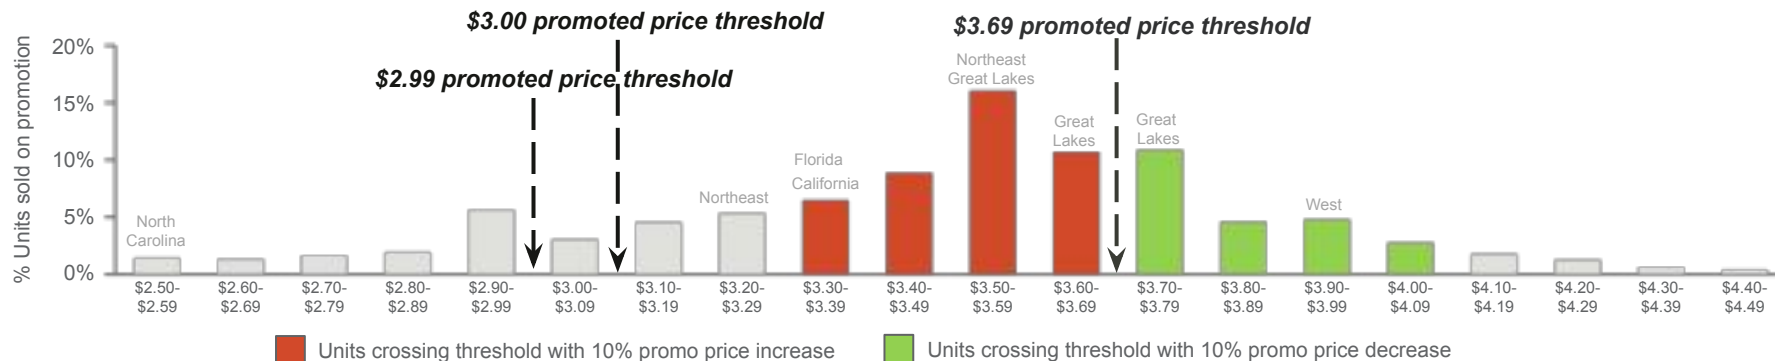 $3.00 promoted price threshold
$3.69 promoted price threshold
$2.99 promoted price threshold
% Units sold on promotion
20%
15%
10%
5%
0%
North
Carolina
Northeast
Florida
California
Northeast
Great Lakes
Great
Lakes
Great
Lakes
West
$2.50-
$2.59
$2.60-
$2.69
$2.70-
$2.79
$2.80-
$2.89
$2.90-
$2.99
$3.00-
$3.09
$3.10-
$3.19
$3.20-
$3.29
$3.30-
$3.39
$3.40-
$3.49
$3.50-
$3.59
$3.60-
$3.69
$3.70-
$3.79
$3.80-
$3.89
$3.90-
$3.99
$4.00-
$4.09
$4.10-
$4.19
$4.20-
$4.29
$4.30-
$4.39
$4.40-
$4.49
Units crossing threshold with 10% promo price increase
Units crossing threshold with 10% promo price decrease